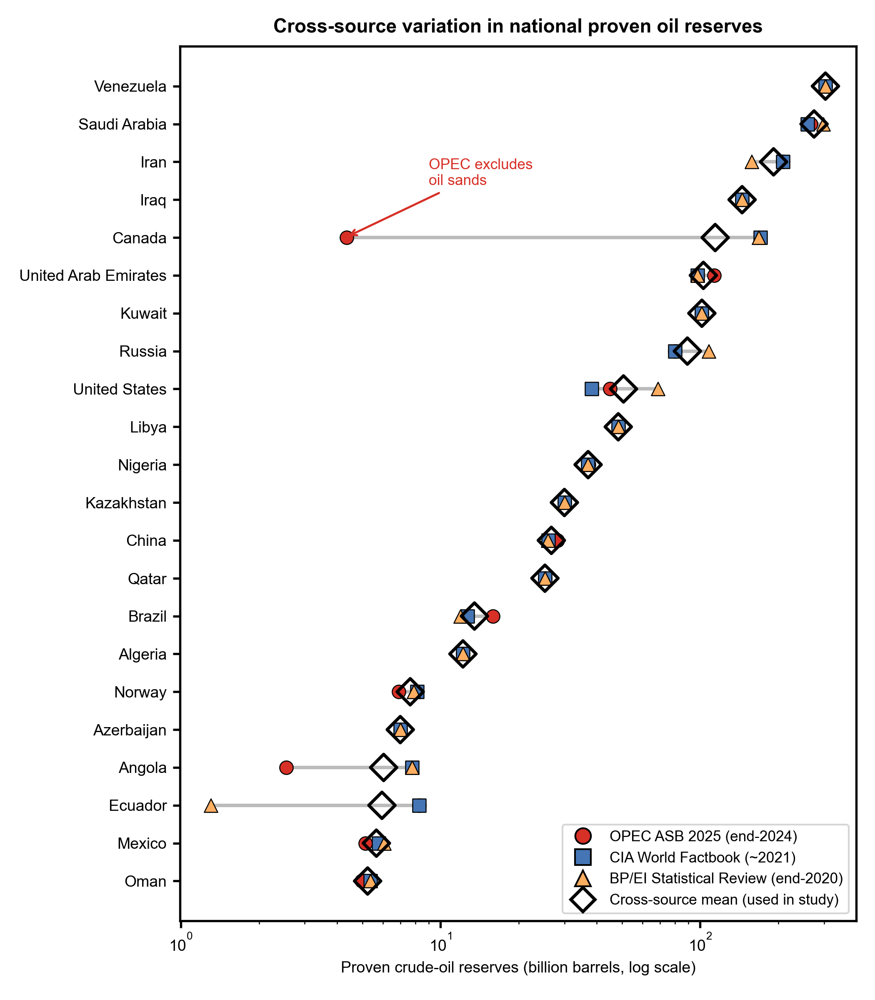 Cross-source variation in national proven oil reserves
Venezuela
Saudi Arabia
Iran
OPEC excludes
oil sands
Iraq
Canada
United Arab Emirates
Kuwait
Russia
United States
Libya
Nigeria
Kazakhstan
China
Qatar
Brazil
Algeria
Norway
Azerbaijan
Angola
Ecuador
Mexico
Oman
OPEC ASB 2025 (end-2024)
CIA World Factbook (~2021)
BP/EI Statistical Review (end-2020)
Cross-source mean (used in study)
10⁰ 10¹ 10²
Proven crude-oil reserves (billion barrels, log scale)